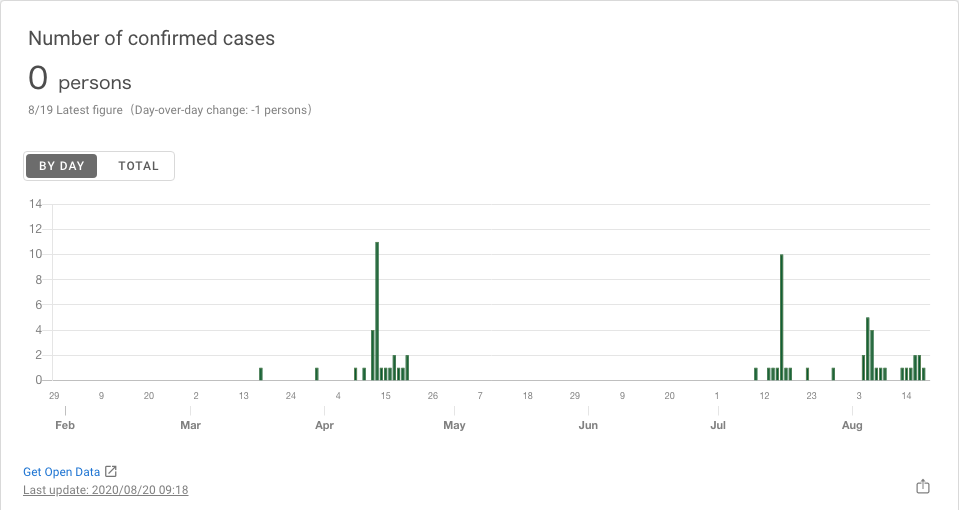 Number of confirmed cases
0 persons
8/19 Latest figure（Day-over-day change: -1 persons）
BY DAY TOTAL
14
12
10
8
6
4
2
0
29 9 20 2 13 24 4 15 26 7 18 29 9 20 1 12 23 3 14
Feb Mar Apr May Jun Jul Aug
Get Open Data
Last update: 2020/08/20 09:18